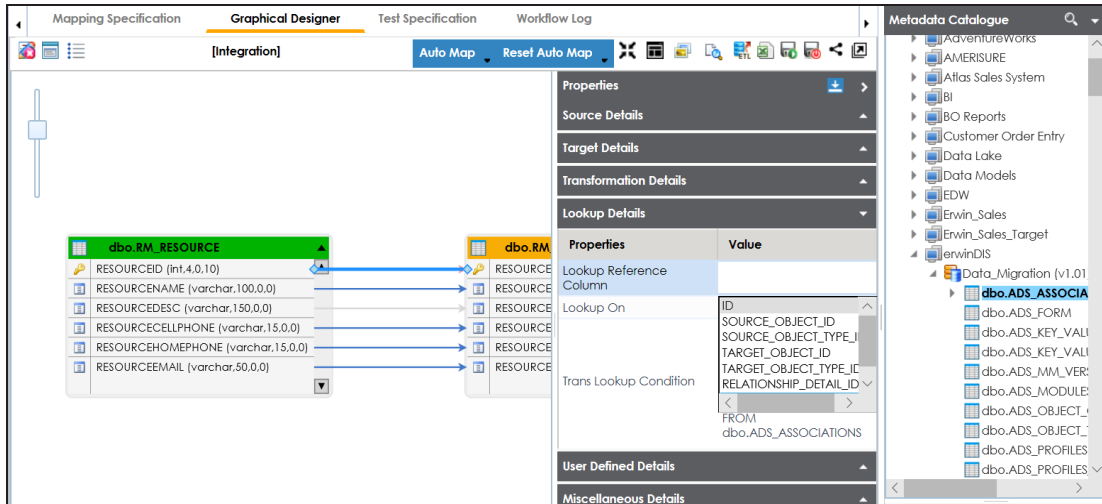 Mapping Specification
Graphical Designer
Test Specification
Workflow Log
[Integration]
Auto Map
Reset Auto Map
ETL
dbo.RM_RESOURCE
RESOURCEID (int,4,0,10)
RESOURCENAME (varchar,100,0,0)
RESOURCEDESC (varchar,150,0,0)
RESOURCECELLPHONE (varchar,15,0,0)
RESOURCEHOMEPHONE (varchar,15,0,0)
RESOURCEEMAIL (varchar,50,0,0)
dbo.RM_
RESOURCE
RESOURCE
RESOURCE
RESOURCE
RESOURCE
RESOURCE
Properties
Source Details
Target Details
Transformation Details
Lookup Details
Properties Value
Lookup Reference
Column
Lookup On
Trans Lookup Condition
ID
SOURCE_OBJECT_ID
SOURCE_OBJECT_TYPE_I
TARGET_OBJECT_ID
TARGET_OBJECT_TYPE_ID
RELATIONSHIP_DETAIL_ID
FROM
dbo.ADS_ASSOCIATIONS
User Defined Details
Miscellaneous Details
Metadata Catalogue
AdventureWorks
AMERISURE
Atlas Sales System
BI
BO Reports
Customer Order Entry
Data Lake
Data Models
EDW
Erwin_Sales
Erwin_Sales_Target
erwinDIS
Data_Migration (v1.01
dbo.ADS_ASSOCIA
dbo.ADS_FORM
dbo.ADS_KEY_VALU
dbo.ADS_KEY_VALU
dbo.ADS_MM_VERS
dbo.ADS_MODULES
dbo.ADS_OBJECT_
dbo.ADS_OBJECT_
dbo.ADS_PROFILES
dbo.ADS_PROFILES